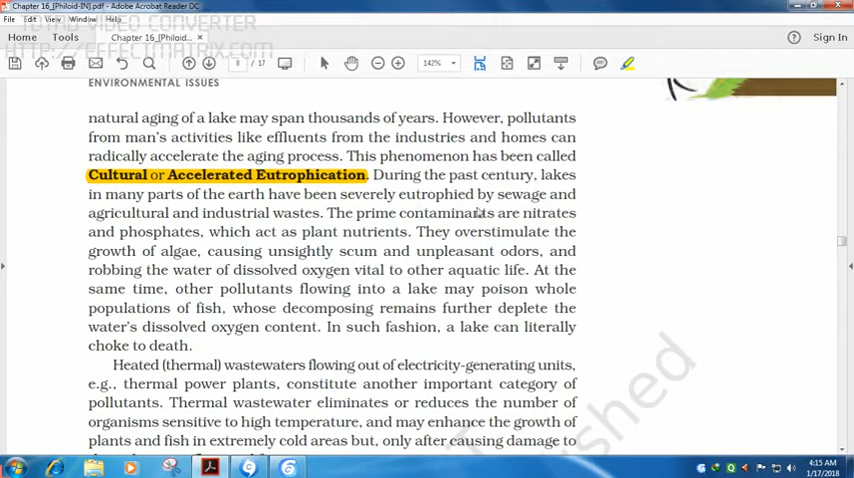 Chapter 16_[Philoid-IN].pdf - Adobe Acrobat Reader DC
File Edit View Window Help
TOTAL VIDEO CONVERTER
HTTP://EFFECTMATRIX.COM
Home Tools Chapter 16_[Philoid... × Sign In
8 / 17 142%
ENVIRONMENTAL ISSUES
natural aging of a lake may span thousands of years. However, pollutants
from man's activities like effluents from the industries and homes can
radically accelerate the aging process. This phenomenon has been called
Cultural or Accelerated Eutrophication. During the past century, lakes
in many parts of the earth have been severely eutrophied by sewage and
agricultural and industrial wastes. The prime contaminants are nitrates
and phosphates, which act as plant nutrients. They overstimulate the
growth of algae, causing unsightly scum and unpleasant odors, and
robbing the water of dissolved oxygen vital to other aquatic life. At the
same time, other pollutants flowing into a lake may poison whole
populations of fish, whose decomposing remains further deplete the
water's dissolved oxygen content. In such fashion, a lake can literally
choke to death.
Heated (thermal) wastewaters flowing out of electricity-generating units,
e.g., thermal power plants, constitute another important category of
pollutants. Thermal wastewater eliminates or reduces the number of
organisms sensitive to high temperature, and may enhance the growth of
plants and fish in extremely cold areas but, only after causing damage to
4:15 AM
1/17/2018